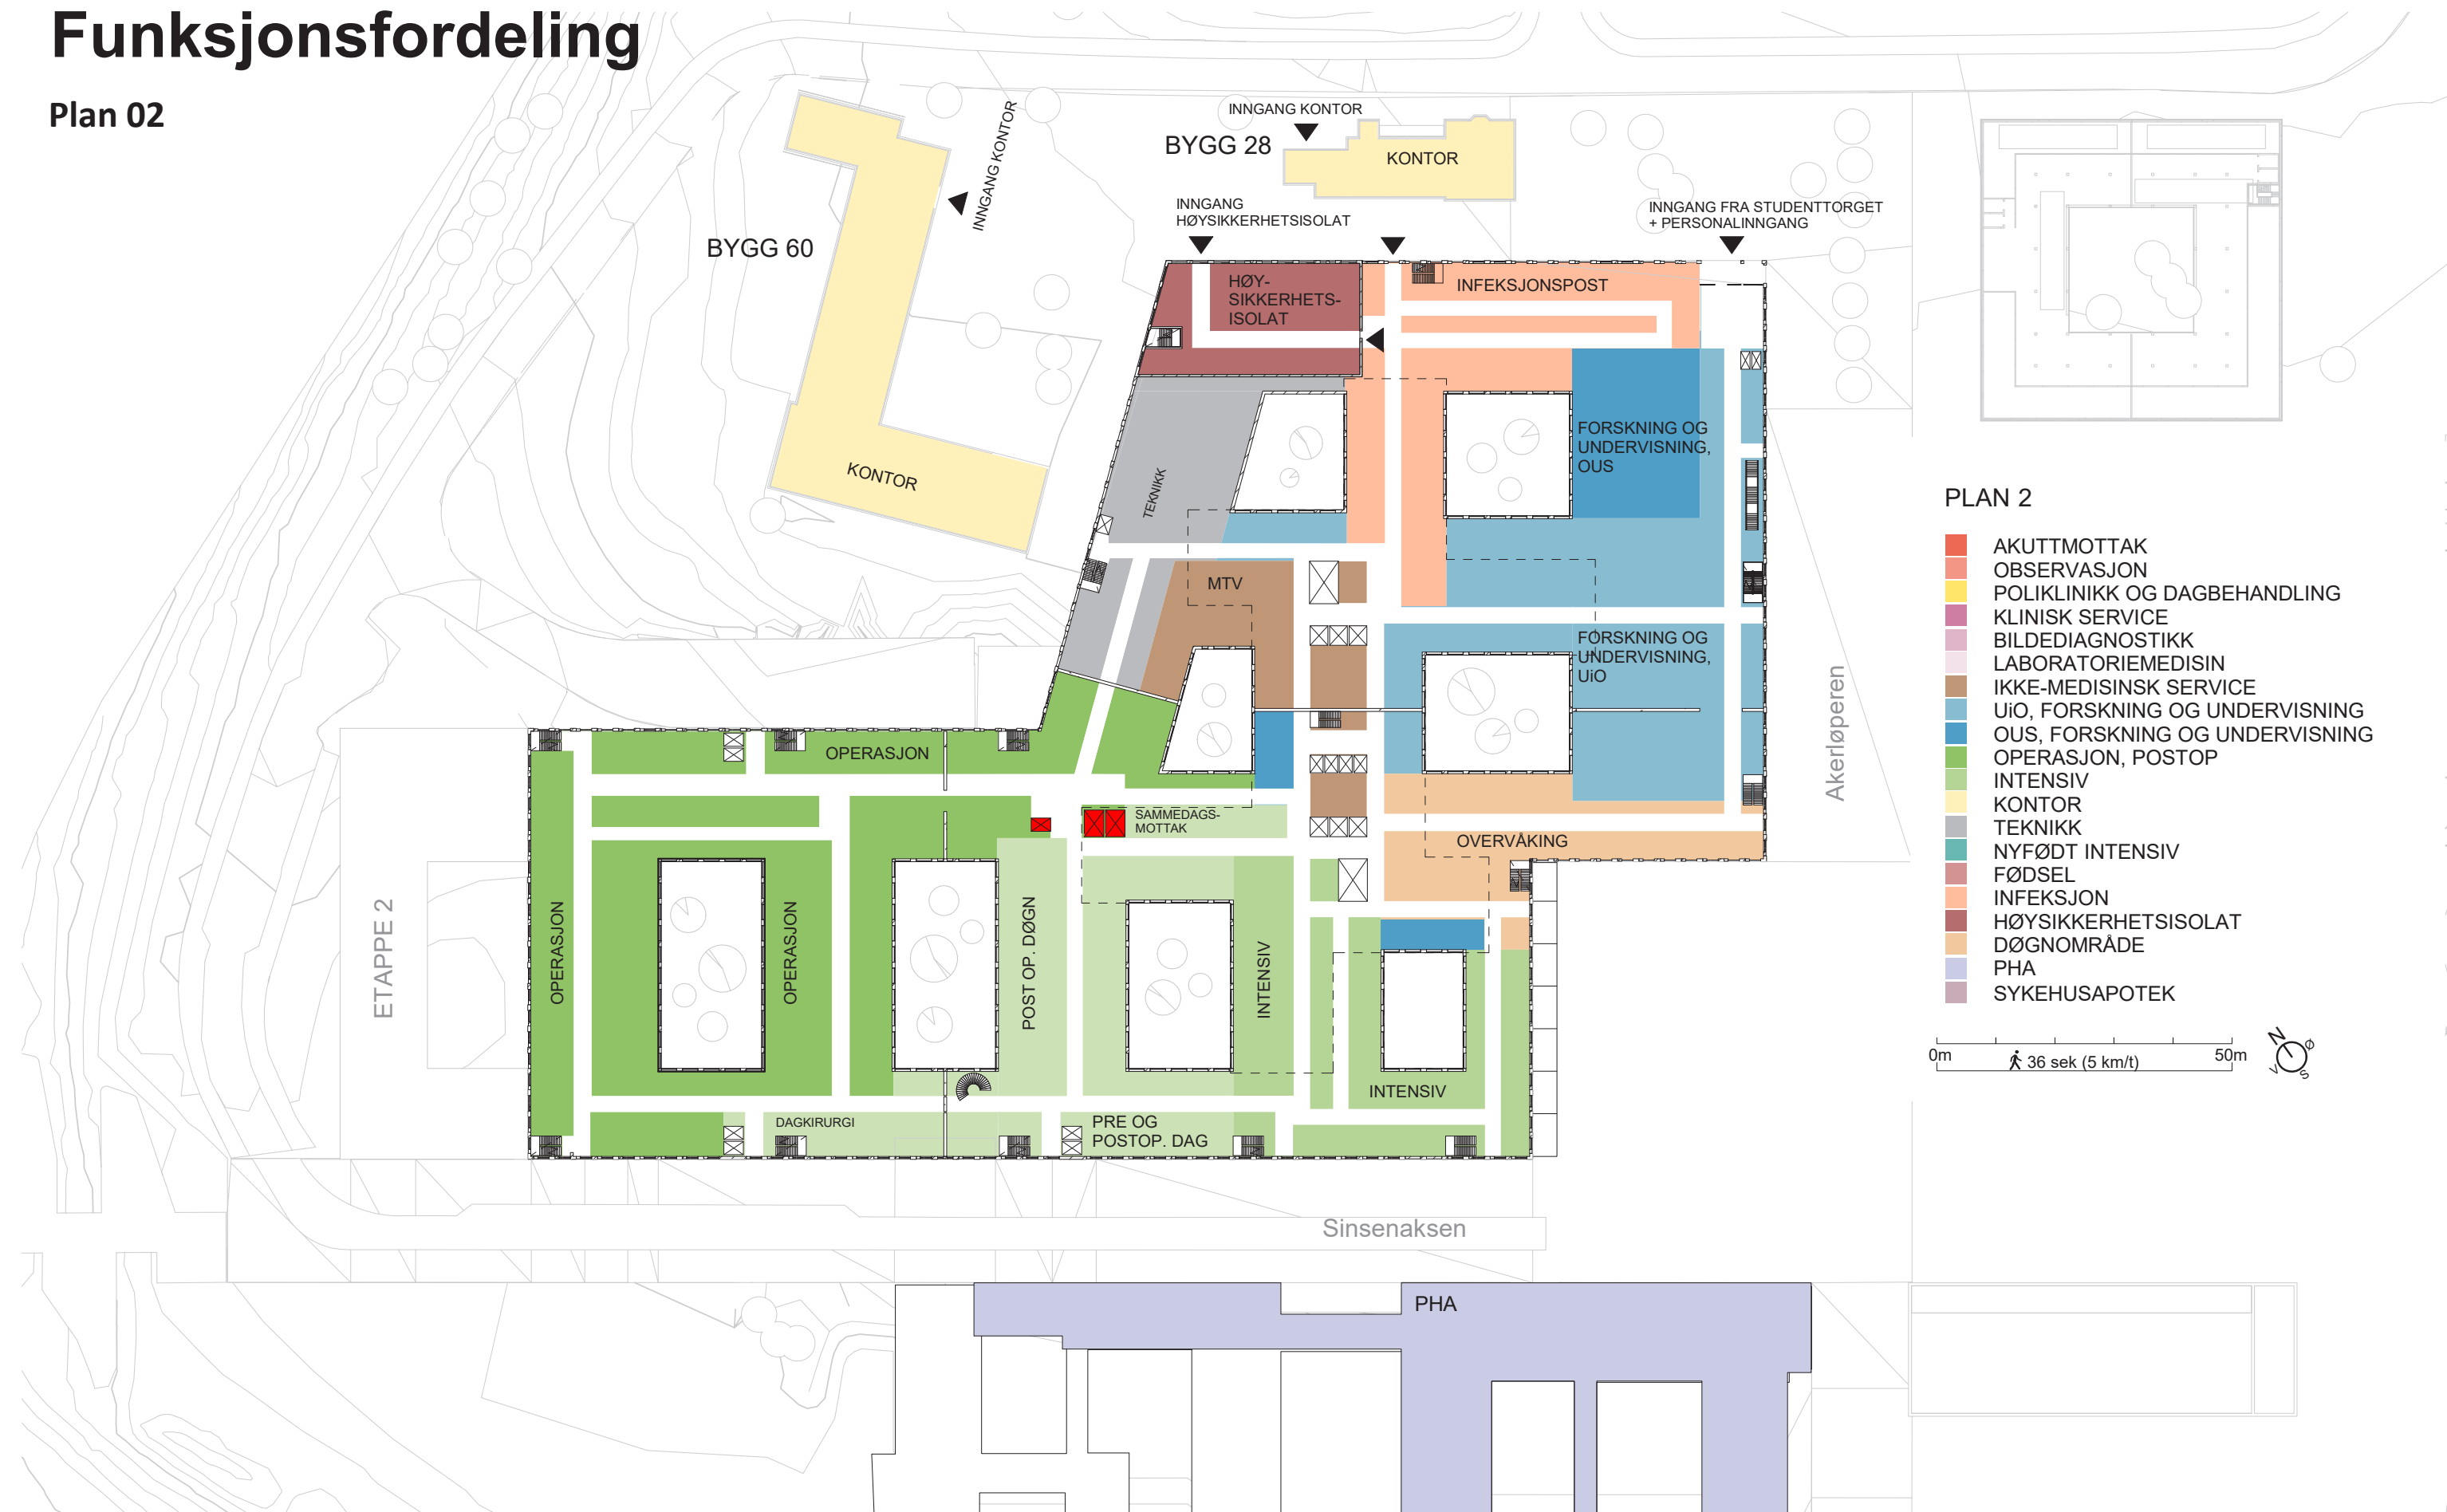 Funksjonsfordeling
Plan 02
INNGANG KONTOR
INNGANG KONTOR
BYGG 28
KONTOR
INNGANG
HØYSIKKERHETSISOLAT
INNGANG FRA STUDENTTORGET
+ PERSONALINNGANG
BYGG 60
KONTOR
HØY-
SIKKERHETS-
ISOLAT
INFEKSJONSPOST
FORSKNING OG
UNDERVISNING,
OUS
TEKNIKK
MTV
FORSKNING OG
UNDERVISNING,
UiO
Akerløperen
OPERASJON
SAMMEDAGS-
MOTTAK
OVERVÅKING
ETAPPE 2
OPERASJON
OPERASJON
POST OP. DØGN
INTENSIV
INTENSIV
DAGKIRURGI
PRE OG
POSTOP. DAG
Sinsenaksen
PHA
PLAN 2
AKUTTMOTTAK
OBSERVASJON
POLIKLINIKK OG DAGBEHANDLING
KLINISK SERVICE
BILDEDIAGNOSTIKK
LABORATORIEMEDISIN
IKKE-MEDISINSK SERVICE
UiO, FORSKNING OG UNDERVISNING
OUS, FORSKNING OG UNDERVISNING
OPERASJON, POSTOP
INTENSIV
KONTOR
TEKNIKK
NYFØDT INTENSIV
FØDSEL
INFEKSJON
HØYSIKKERHETSISOLAT
DØGNOMRÅDE
PHA
SYKEHUSAPOTEK
0m
36 sek (5 km/t)
50m
N
Ø
V
S